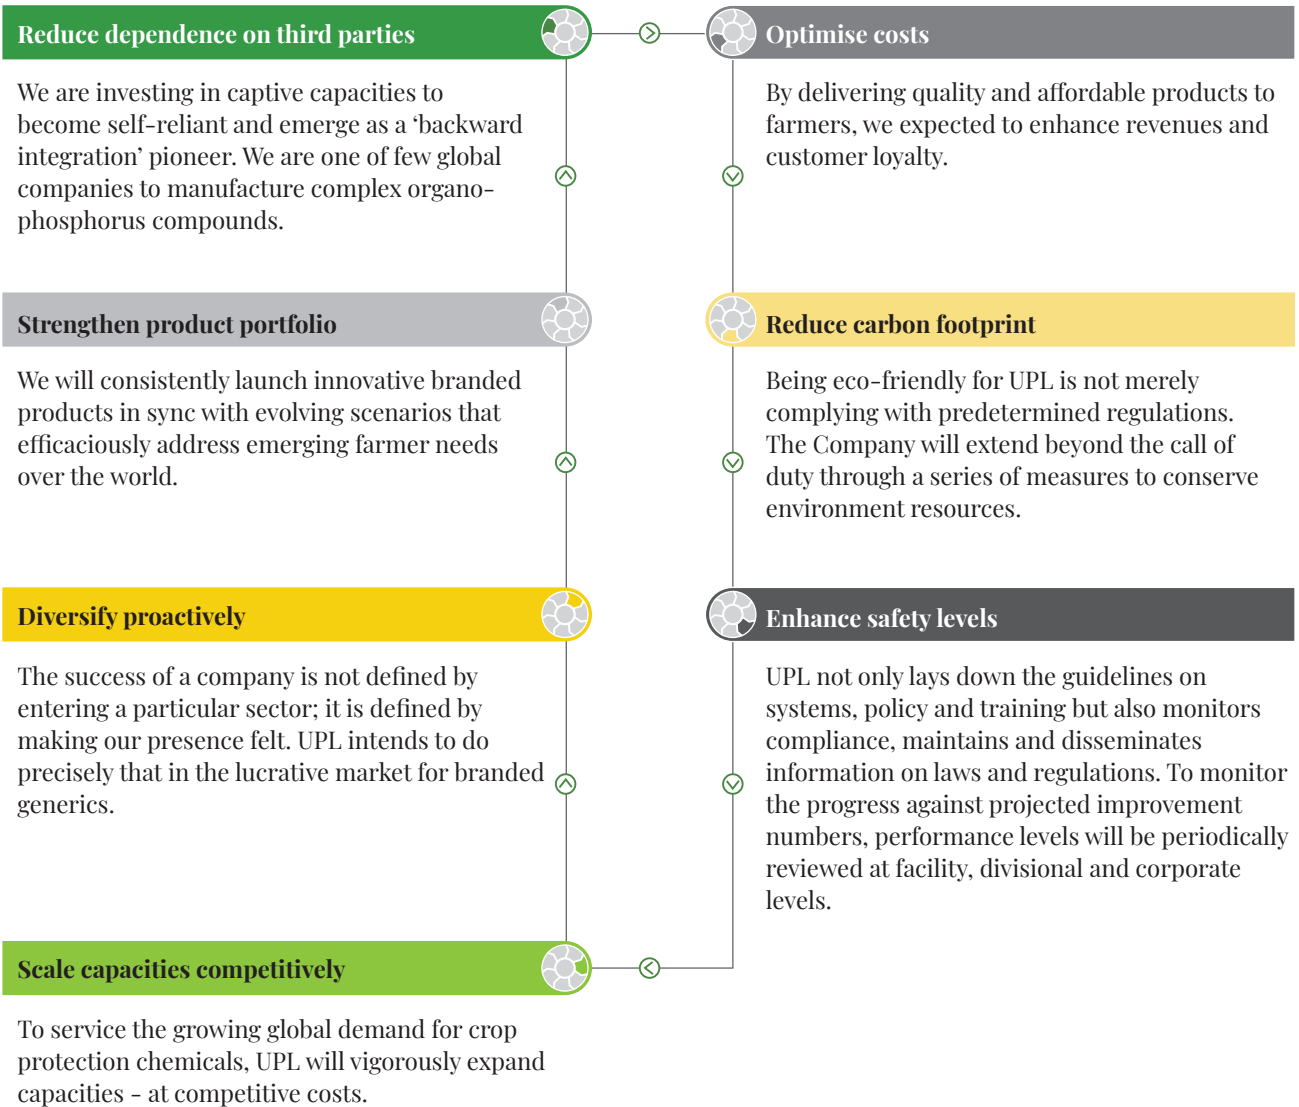 Reduce dependence on third parties
We are investing in captive capacities to
become self-reliant and emerge as a ‘backward
integration’ pioneer. We are one of few global
companies to manufacture complex organo-
phosphorus compounds.
Strengthen product portfolio
We will consistently launch innovative branded
products in sync with evolving scenarios that
efficaciously address emerging farmer needs
over the world.
Diversify proactively
The success of a company is not defined by
entering a particular sector; it is defined by
making our presence felt. UPL intends to do
precisely that in the lucrative market for branded
generics.
Scale capacities competitively
To service the growing global demand for crop
protection chemicals, UPL will vigorously expand
capacities - at competitive costs.
Optimise costs
By delivering quality and affordable products to
farmers, we expected to enhance revenues and
customer loyalty.
Reduce carbon footprint
Being eco-friendly for UPL is not merely
complying with predetermined regulations.
The Company will extend beyond the call of
duty through a series of measures to conserve
environment resources.
Enhance safety levels
UPL not only lays down the guidelines on
systems, policy and training but also monitors
compliance, maintains and disseminates
information on laws and regulations. To monitor
the progress against projected improvement
numbers, performance levels will be periodically
reviewed at facility, divisional and corporate
levels.